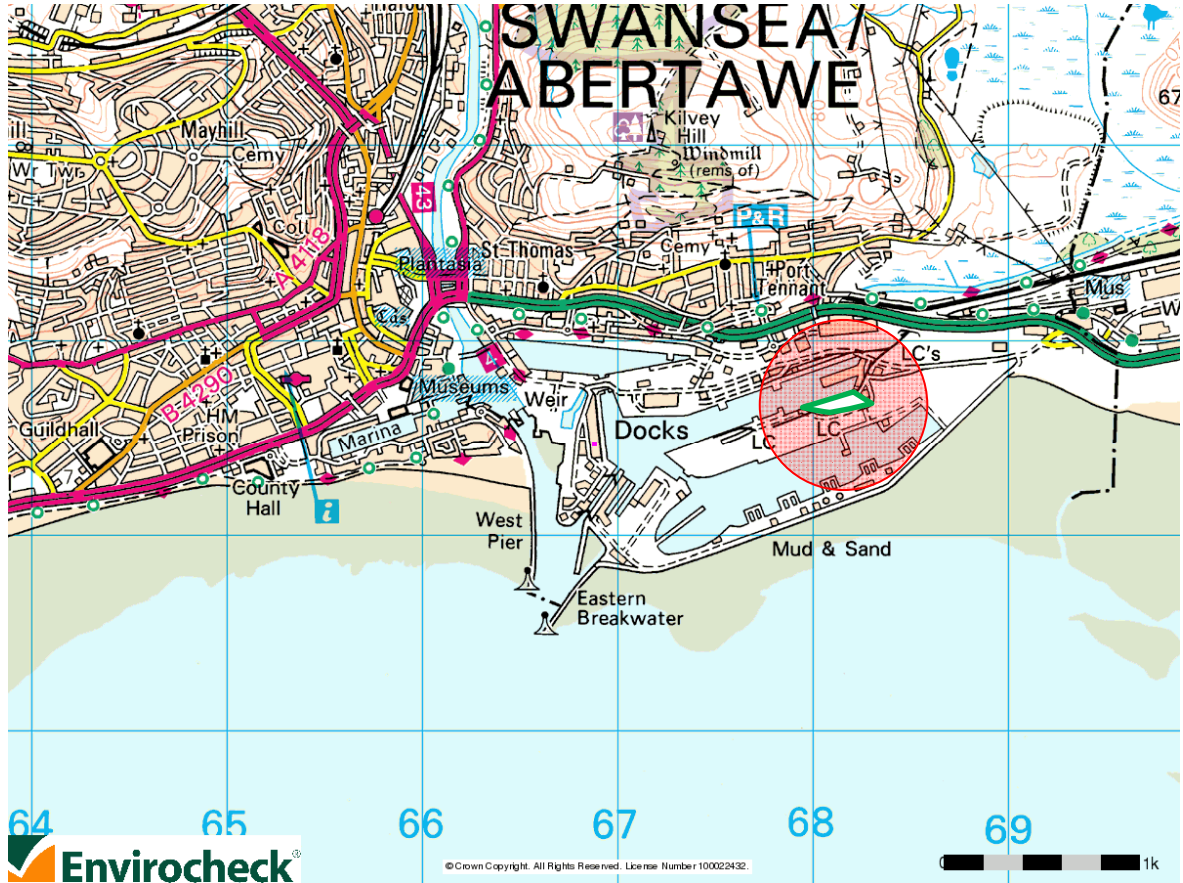 SWANSEA /
ABERTAWE
Mayhill
Cemy
Wr Twr
Kilvey
Hill
Windmill
(rems of)
67
Coll
A 4118
43
Plantasia
St Thomas
Cemy
P&R
Port
Tennant
Mus
W
Cas
4
LC's
Museums
Weir
B 4290
HM
Prison
Guildhall
Marina
Docks
LC
LC
County
Hall
i
West
Pier
Mud & Sand
Eastern
Breakwater
64
65
66
67
68
69
Envirocheck®
© Crown Copyright. All Rights Reserved. License Number 100022432.
1k